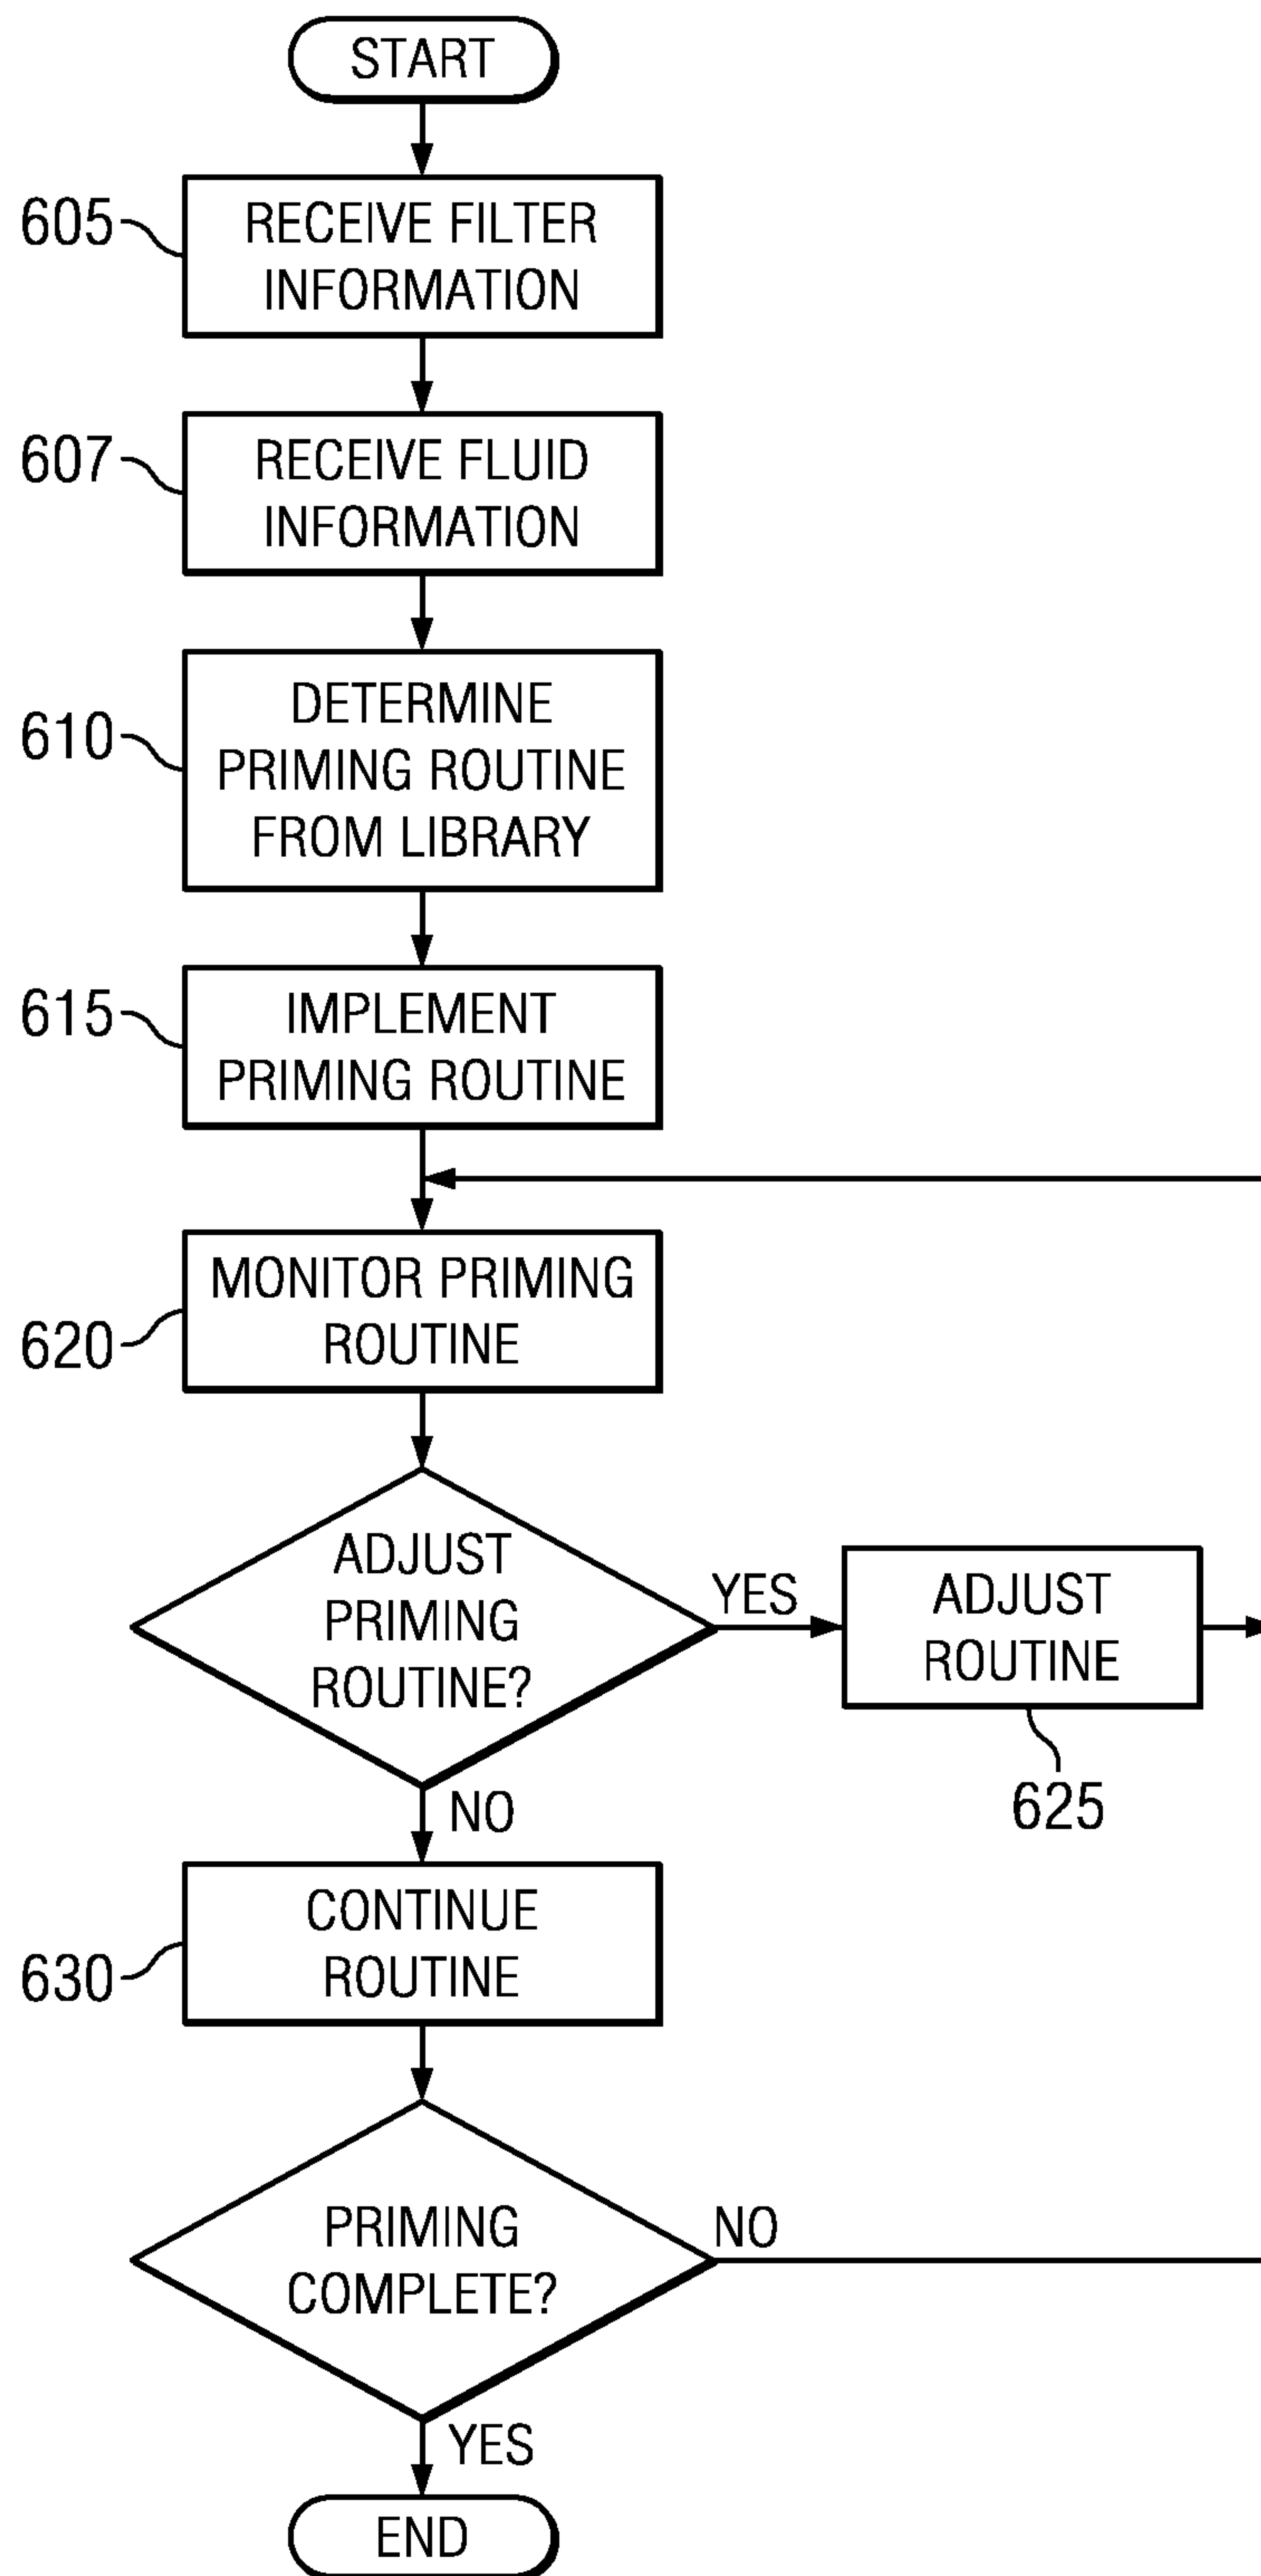 START
605
RECEIVE FILTER
INFORMATION
607
RECEIVE FLUID
INFORMATION
610
DETERMINE
PRIMING ROUTINE
FROM LIBRARY
615
IMPLEMENT
PRIMING ROUTINE
620
MONITOR PRIMING
ROUTINE
ADJUST
PRIMING
ROUTINE?
YES
ADJUST
ROUTINE
625
NO
630
CONTINUE
ROUTINE
PRIMING
COMPLETE?
NO
YES
END